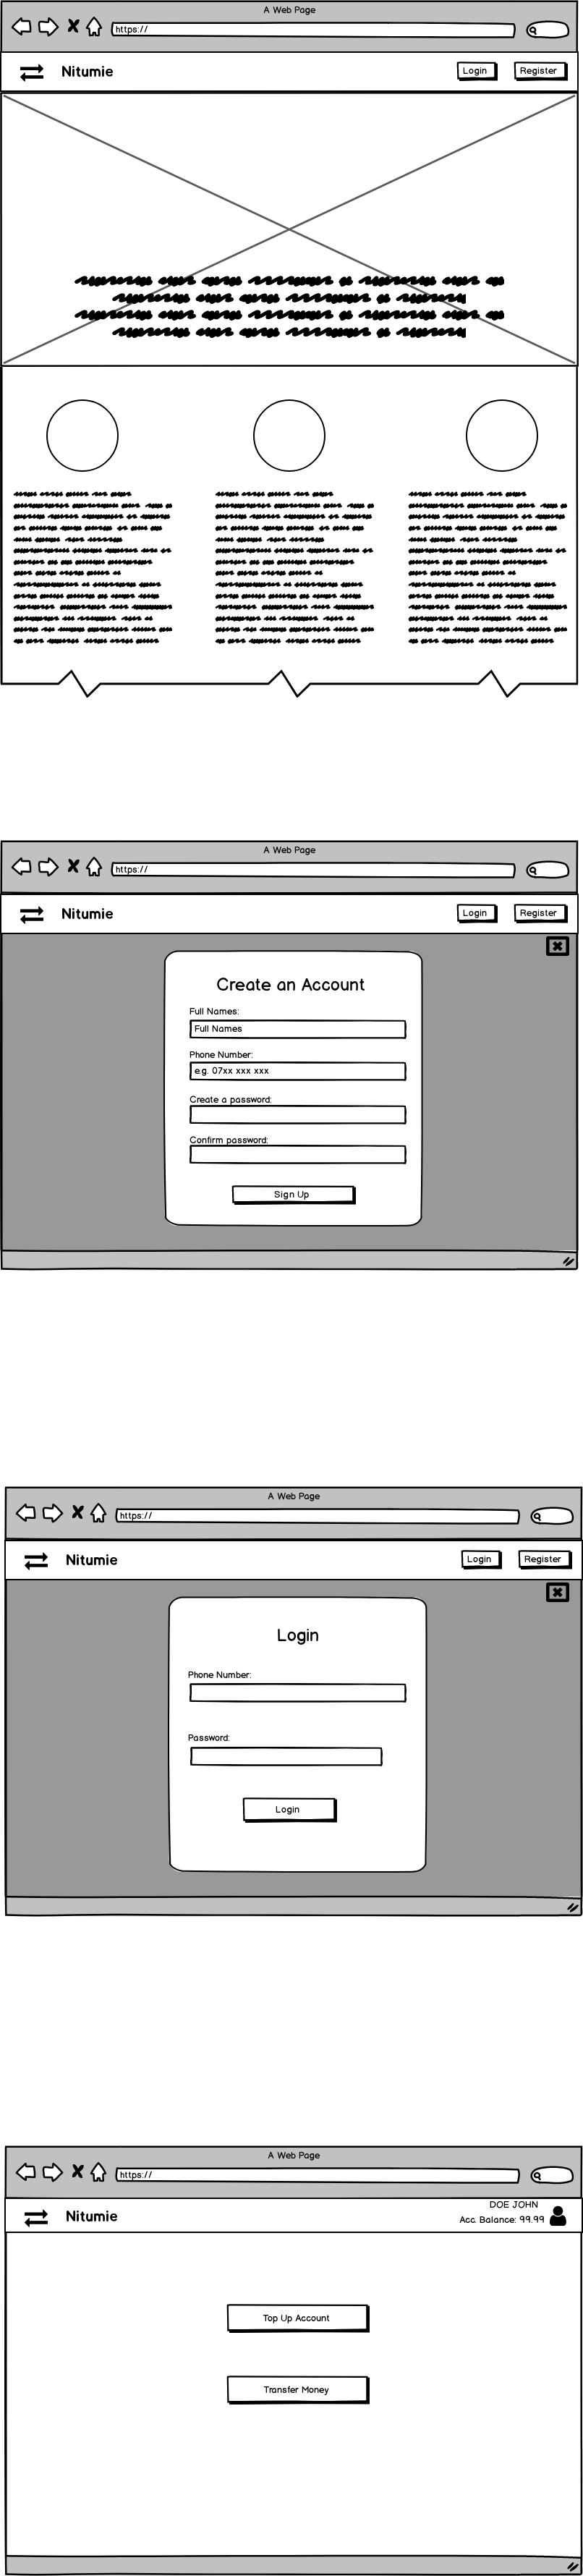 A Web Page
https://
Nitumie
Login
Register
A Web Page
https://
Nitumie
Login
Register
Create an Account
Full Names:
Full Names
Phone Number:
e.g. 07xx xxx xxx
Create a password:
Confirm password:
Sign Up
A Web Page
https://
Nitumie
Login
Register
Login
Phone Number:
Password:
Login
A Web Page
https://
Nitumie
DOE JOHN
Acc. Balance: 99.99
Top Up Account
Transfer Money